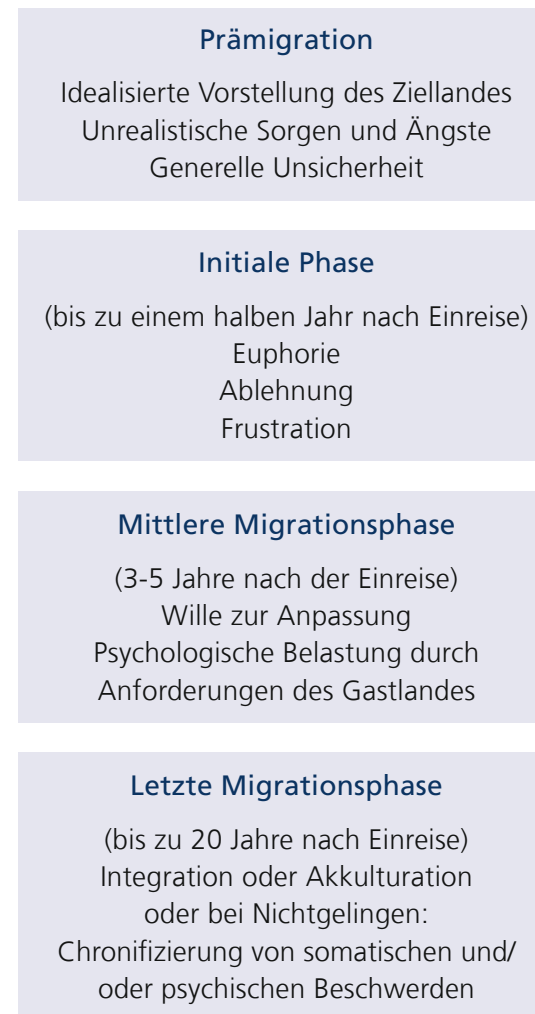 Prämigration
Idealisierte Vorstellung des Ziellandes
Unrealistische Sorgen und Ängste
Generelle Unsicherheit
Initiale Phase
(bis zu einem halben Jahr nach Einreise)
Euphorie
Ablehnung
Frustration
Mittlere Migrationsphase
(3-5 Jahre nach der Einreise)
Wille zur Anpassung
Psychologische Belastung durch
Anforderungen des Gastlandes
Letzte Migrationsphase
(bis zu 20 Jahre nach Einreise)
Integration oder Akkulturation
oder bei Nichtgelingen:
Chronifizierung von somatischen und/
oder psychischen Beschwerden